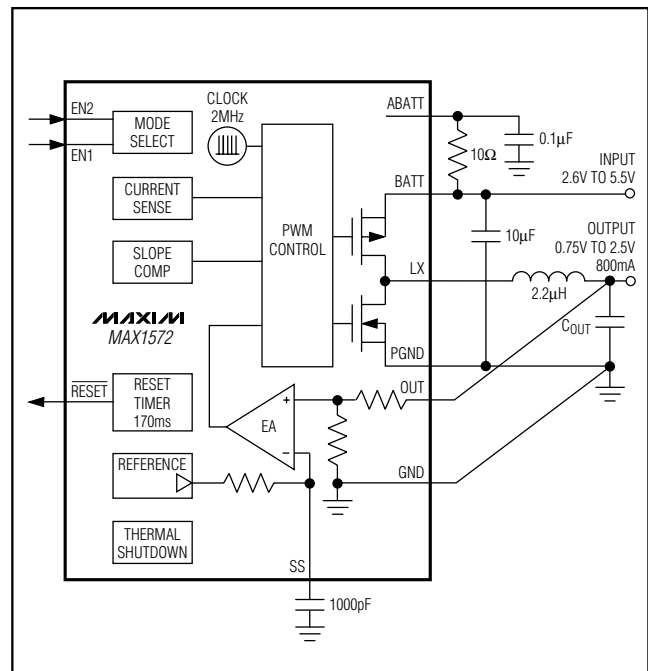 EN2
EN1
MODE
SELECT
CLOCK
2MHz
ABATT
10Ω
0.1µF
INPUT
2.6V TO 5.5V
BATT
CURRENT
SENSE
PWM
CONTROL
10µF
OUTPUT
0.75V TO 2.5V
800mA
SLOPE
COMP
LX
2.2µH
MAXIM
MAX1572
PGND
COUT
RESET
RESET
TIMER
170ms
OUT
+
EA
−
REFERENCE
GND
THERMAL
SHUTDOWN
SS
1000pF